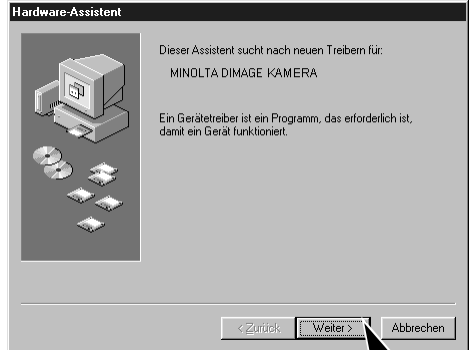 Hardware-Assistent
Dieser Assistent sucht nach neuen Treibern für:
MINOLTA DIMAGE KAMERA
Ein Gerätetreiber ist ein Programm, das erforderlich ist,
damit ein Gerät funktioniert.
< Zurück
Weiter >
Abbrechen